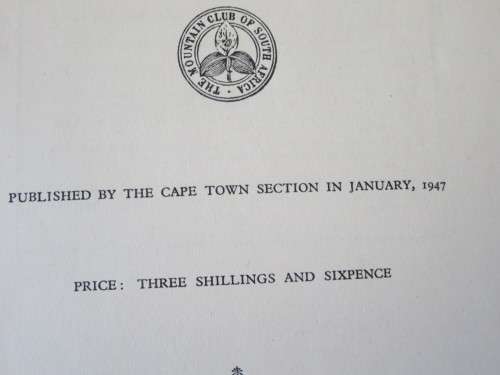 · THE MOUNTAIN CLUB OF SOUTH AFRICA ·
PUBLISHED BY THE CAPE TOWN SECTION IN JANUARY, 1947
PRICE: THREE SHILLINGS AND SIXPENCE